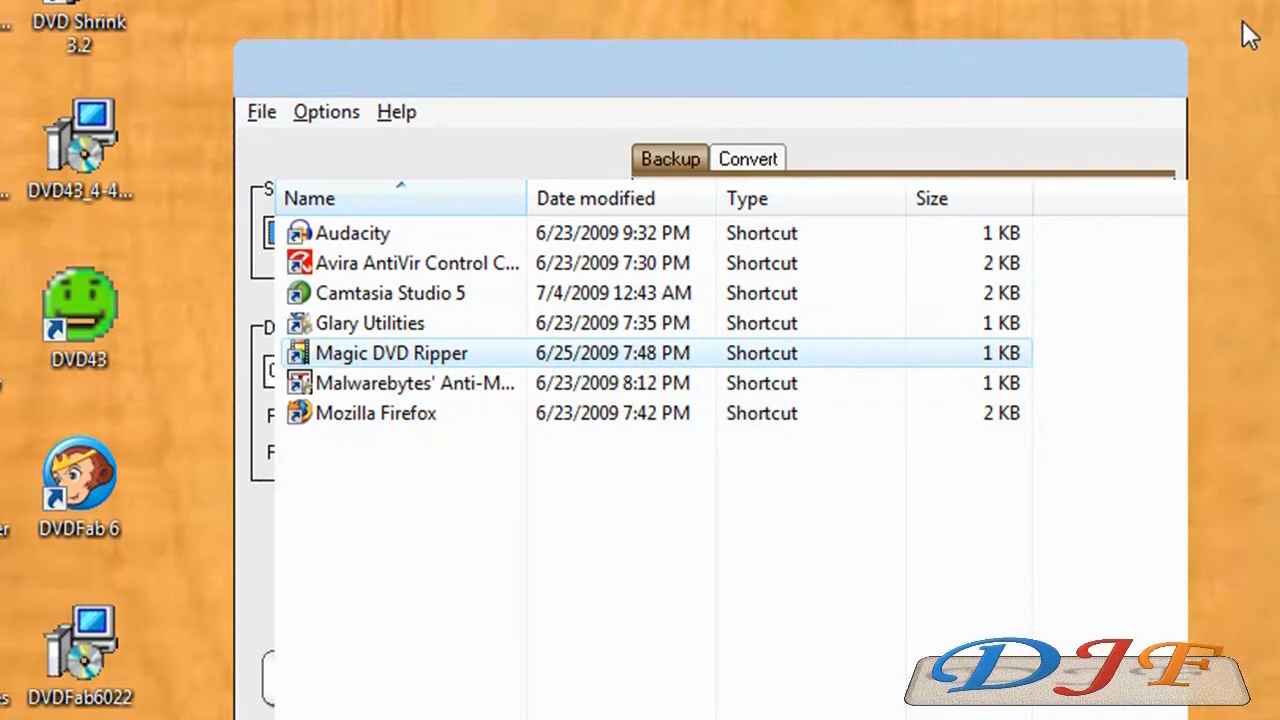 DVD Shrink
3.2
DVD43_4-4...
DVD43
DVDFab 6
DVDFab6022
File Options Help
Backup Convert
Name Date modified Type Size
Audacity 6/23/2009 9:32 PM Shortcut 1 KB
Avira AntiVir Control C... 6/23/2009 7:30 PM Shortcut 2 KB
Camtasia Studio 5 7/4/2009 12:43 AM Shortcut 2 KB
Glary Utilities 6/23/2009 7:35 PM Shortcut 1 KB
Magic DVD Ripper 6/25/2009 7:48 PM Shortcut 1 KB
Malwarebytes' Anti-M... 6/23/2009 8:12 PM Shortcut 1 KB
Mozilla Firefox 6/23/2009 7:42 PM Shortcut 2 KB
DJF